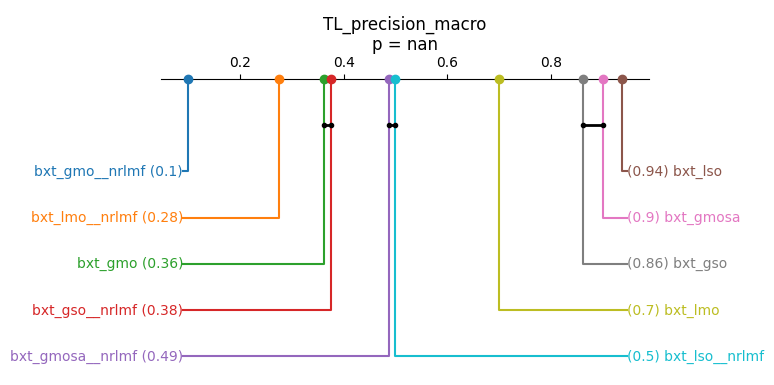 TL_precision_macro
p = nan
0.2 0.4 0.6 0.8
bxt_gmo__nrlmf (0.1) (0.94) bxt_lso
bxt_lmo__nrlmf (0.28) (0.9) bxt_gmosa
bxt_gmo (0.36) (0.86) bxt_gso
bxt_gso__nrlmf (0.38) (0.7) bxt_lmo
bxt_gmosa__nrlmf (0.49) (0.5) bxt_lso__nrlmf